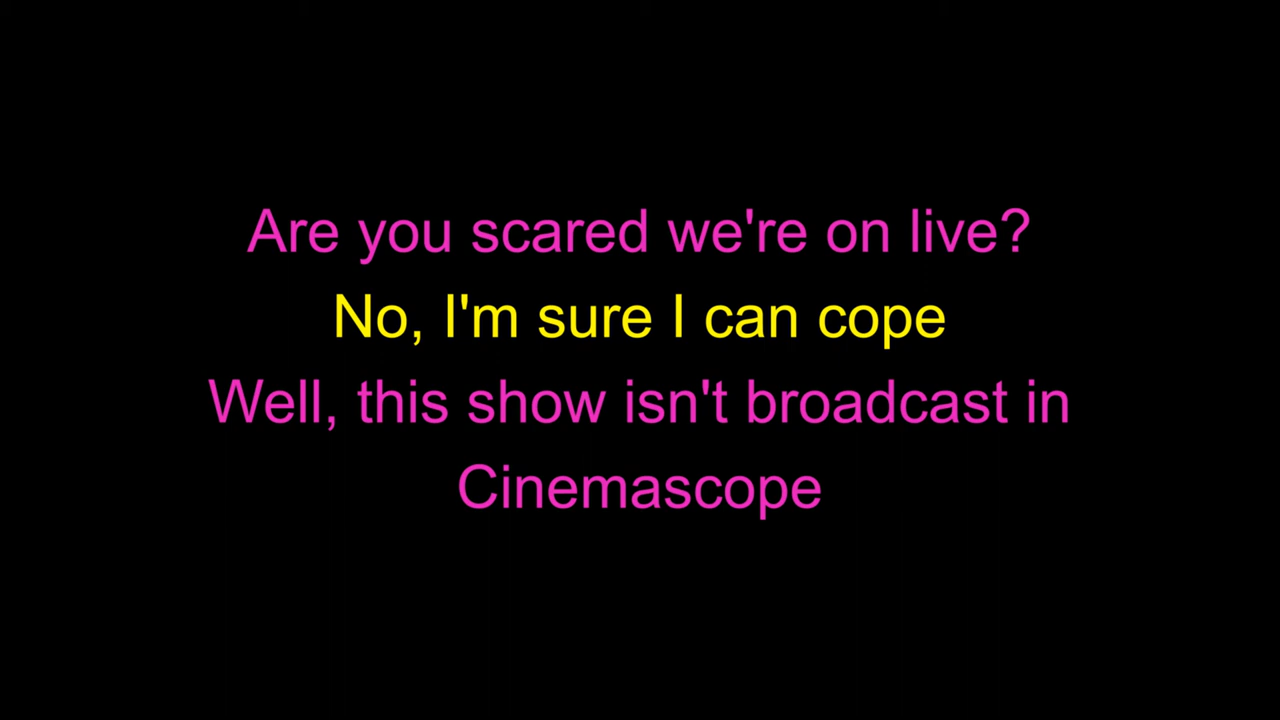 Are you scared we're on live?
No, I'm sure I can cope
Well, this show isn't broadcast in
Cinemascope